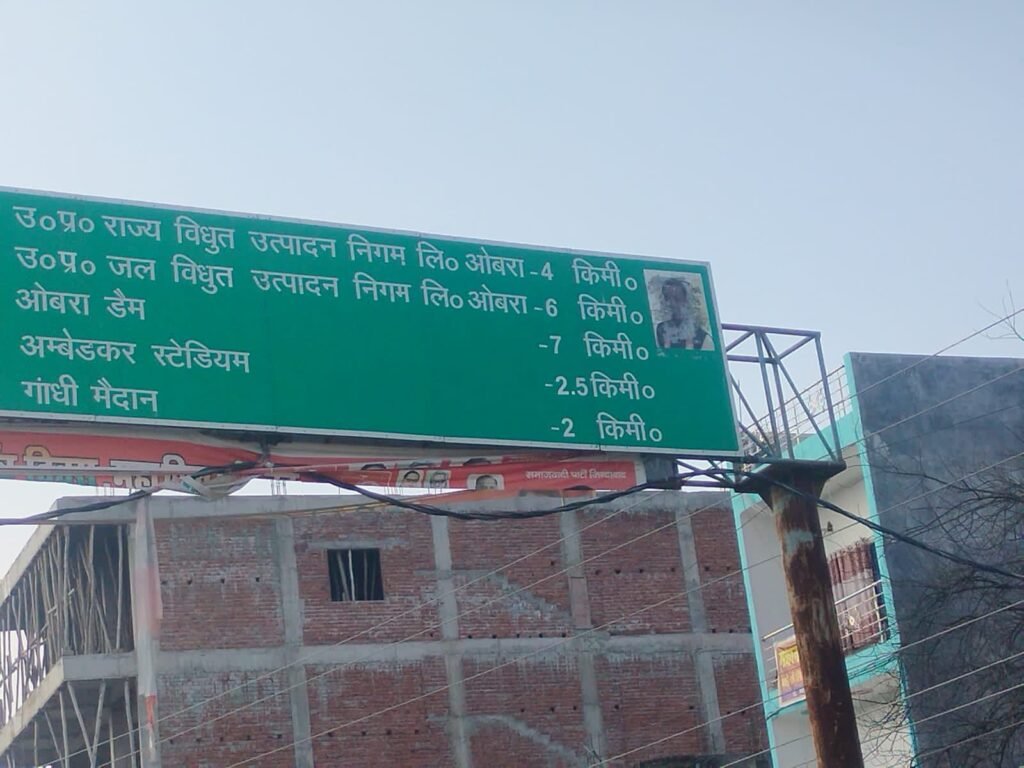 उ०प्र० राज्य विधुत उत्पादन निगम लि० ओबरा -4 किमी०
उ०प्र० जल विधुत उत्पादन निगम लि० ओबरा -6 किमी०
ओबरा डैम -7 किमी०
अम्बेडकर स्टेडियम -2.5 किमी०
गांधी मैदान -2 किमी०
समाजवादी पार्टी जिन्दाबाद